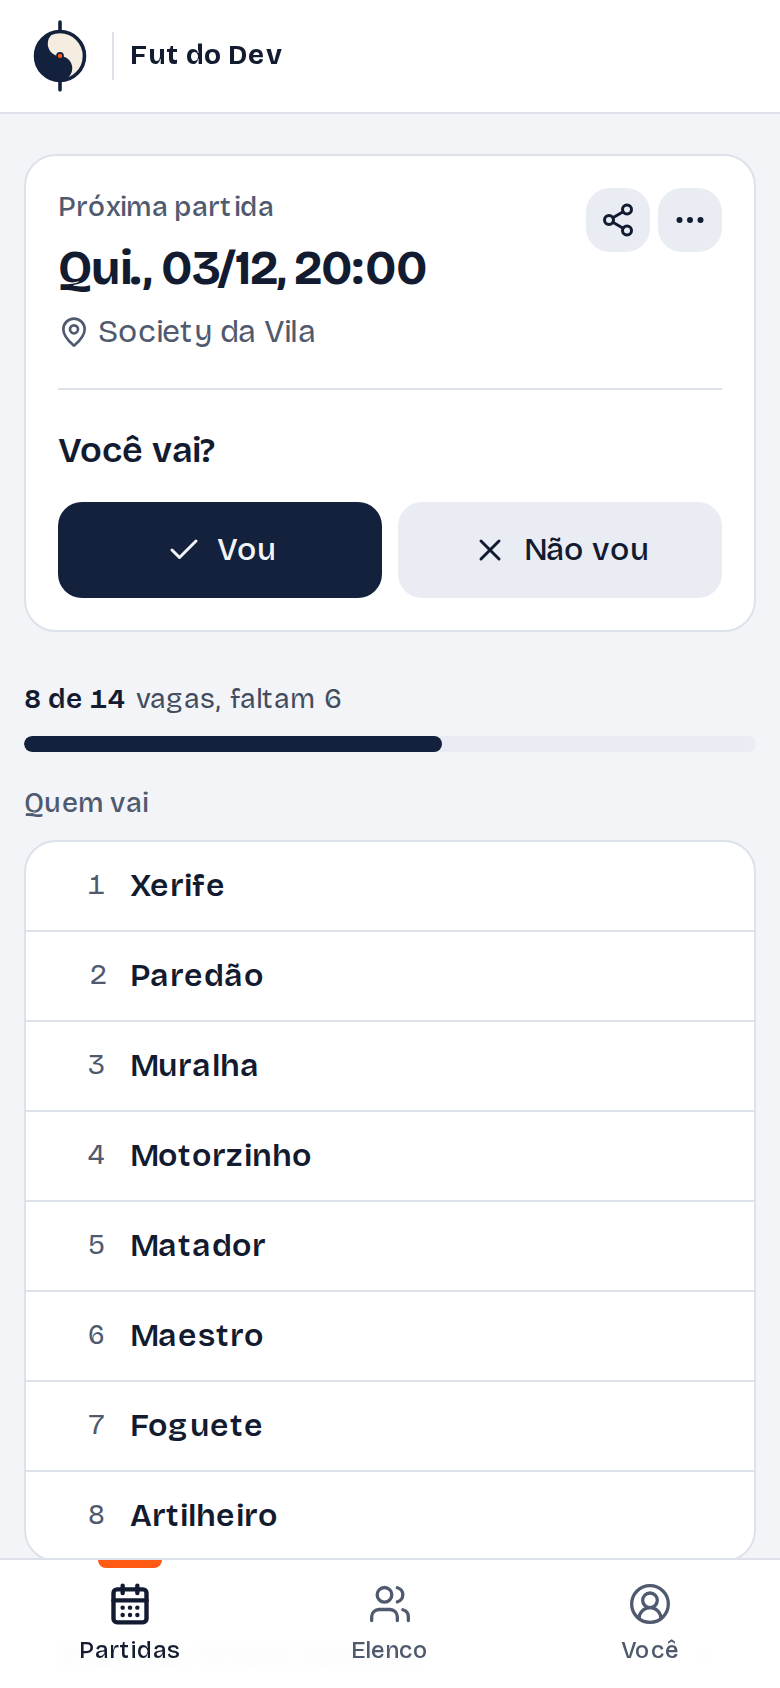 Fut do Dev
Próxima partida
Qui., 03/12, 20:00
Society da Vila
Você vai?
Vou
Não vou
8 de 14 vagas, faltam 6
Quem vai
1 Xerife
2 Paredão
3 Muralha
4 Motorzinho
5 Matador
6 Maestro
7 Foguete
8 Artilheiro
Partidas
Elenco
Você